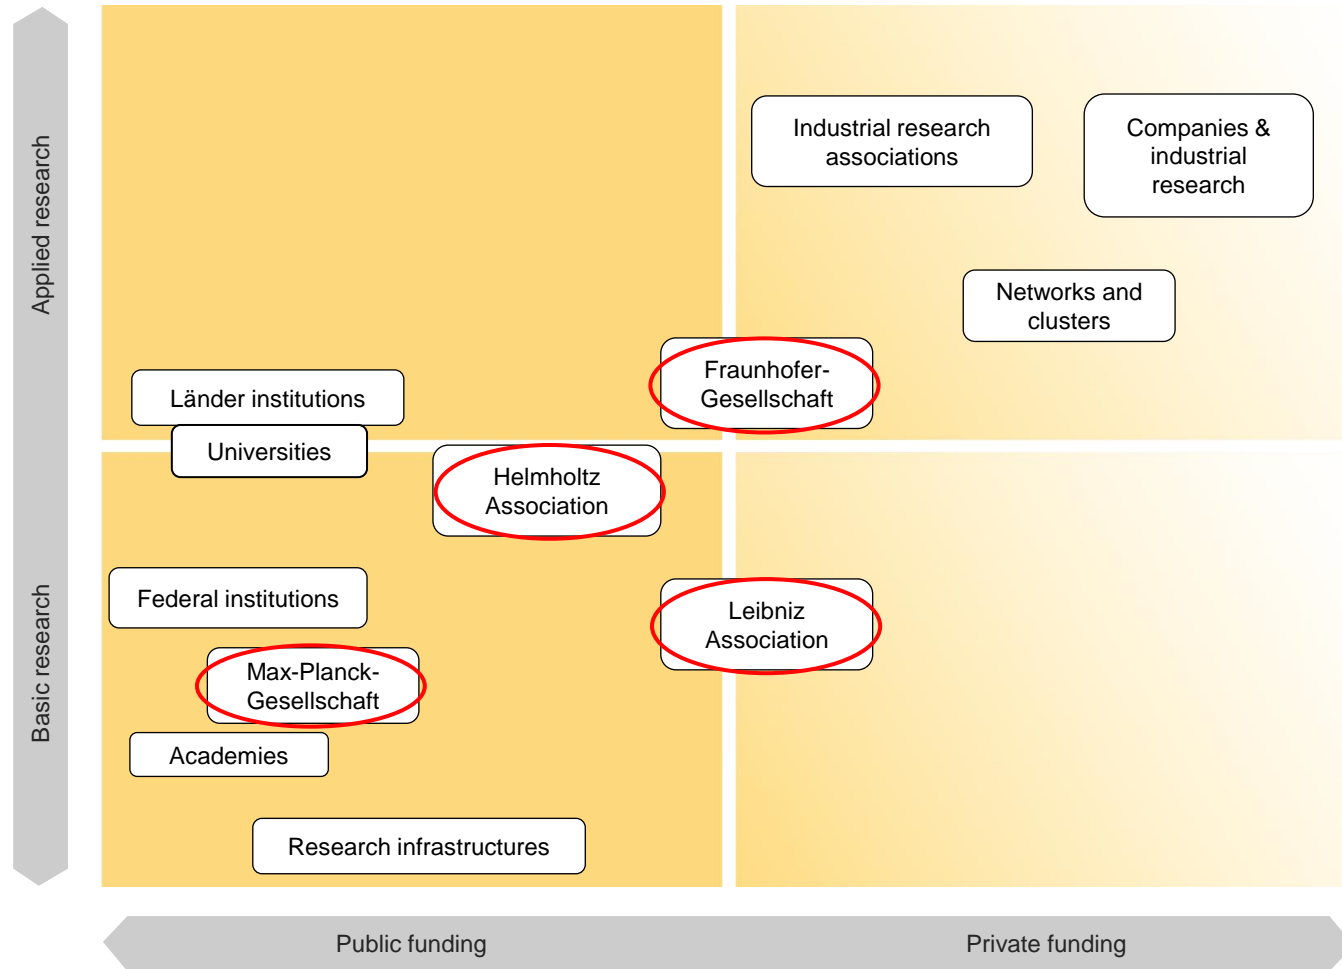 Applied research
Basic research
Industrial research
associations
Companies &
industrial
research
Networks and
clusters
Fraunhofer-
Gesellschaft
Länder institutions
Universities
Helmholtz
Association
Federal institutions
Leibniz
Association
Max-Planck-
Gesellschaft
Academies
Research infrastructures
Public funding
Private funding